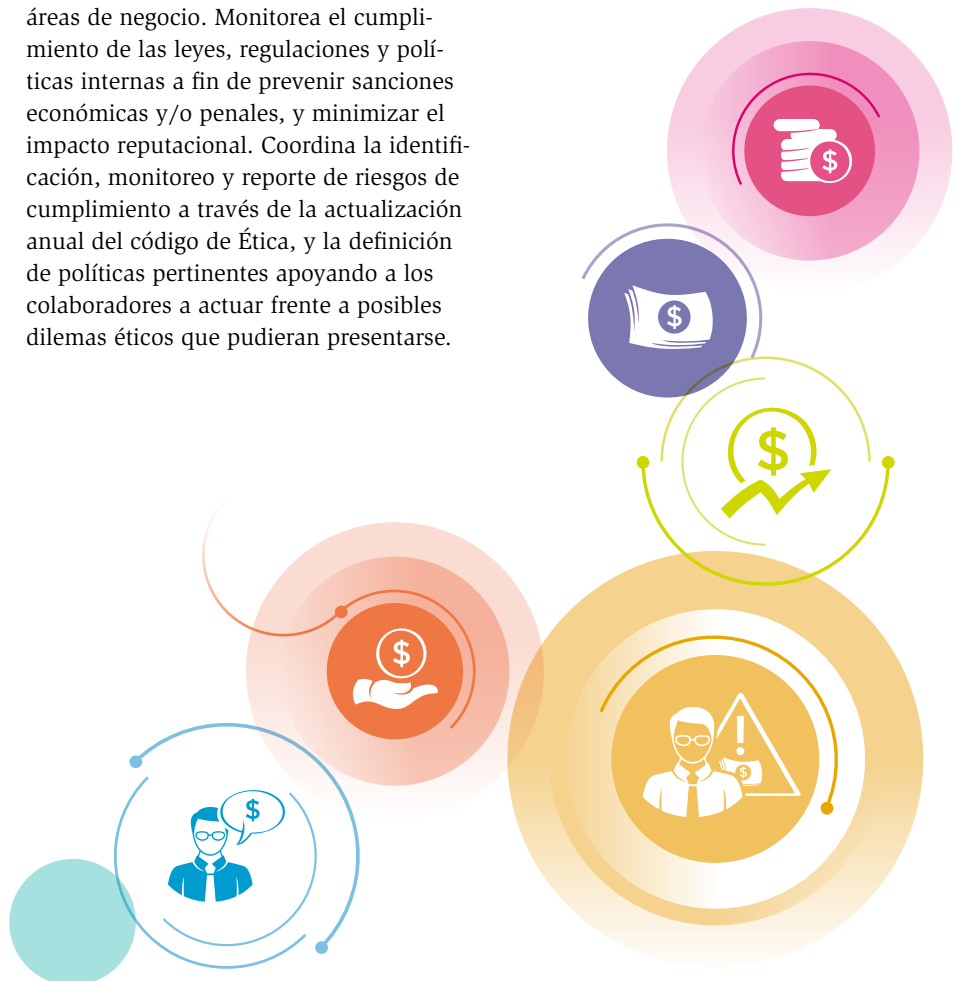 áreas de negocio. Monitorea el cumpli-
miento de las leyes, regulaciones y polí-
ticas internas a fin de prevenir sanciones
económicas y/o penales, y minimizar el
impacto reputacional. Coordina la identifi-
cación, monitoreo y reporte de riesgos de
cumplimiento a través de la actualización
anual del código de Ética, y la definición
de políticas pertinentes apoyando a los
colaboradores a actuar frente a posibles
dilemas éticos que pudieran presentarse.
$
$
$
$
!
$
$